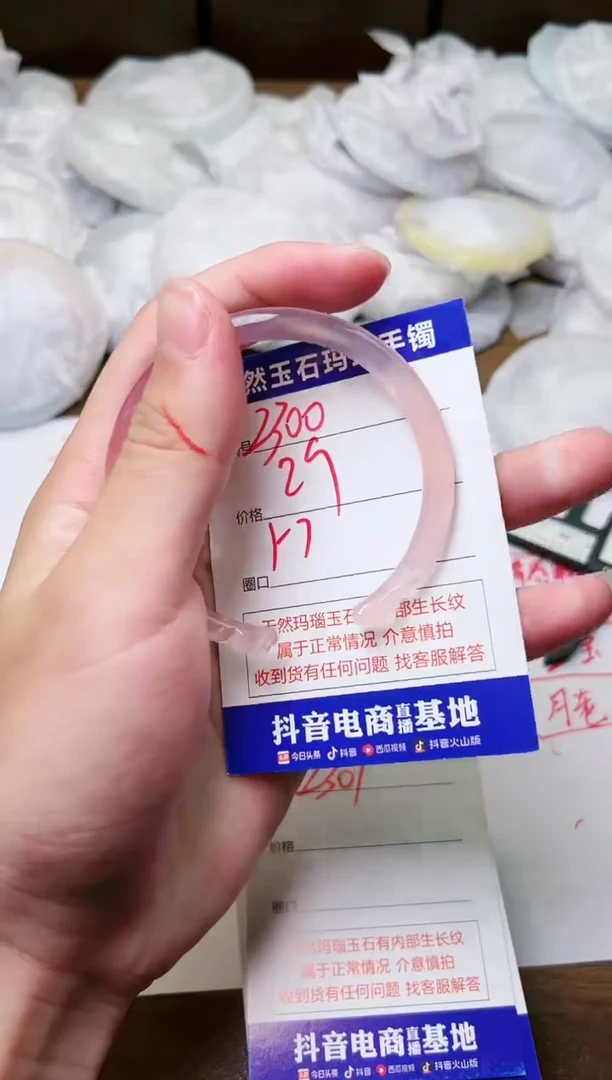 然玉石玛 手镯
号 2300
29
价格
17
圈口
天然玛瑙玉石 部生长纹
属于正常情况 介意慎拍
收到货有任何问题 找客服解答
抖音电商直播基地
今日头条 抖音 西瓜视频 抖音火山版
2301
价格
圈口
玛瑙玉石有内部生长纹
属于正常情况 介意慎拍
收到货有任何问题 找客服解答
抖音电商直播基地
今日头条 抖音 西瓜视频 抖音火山版